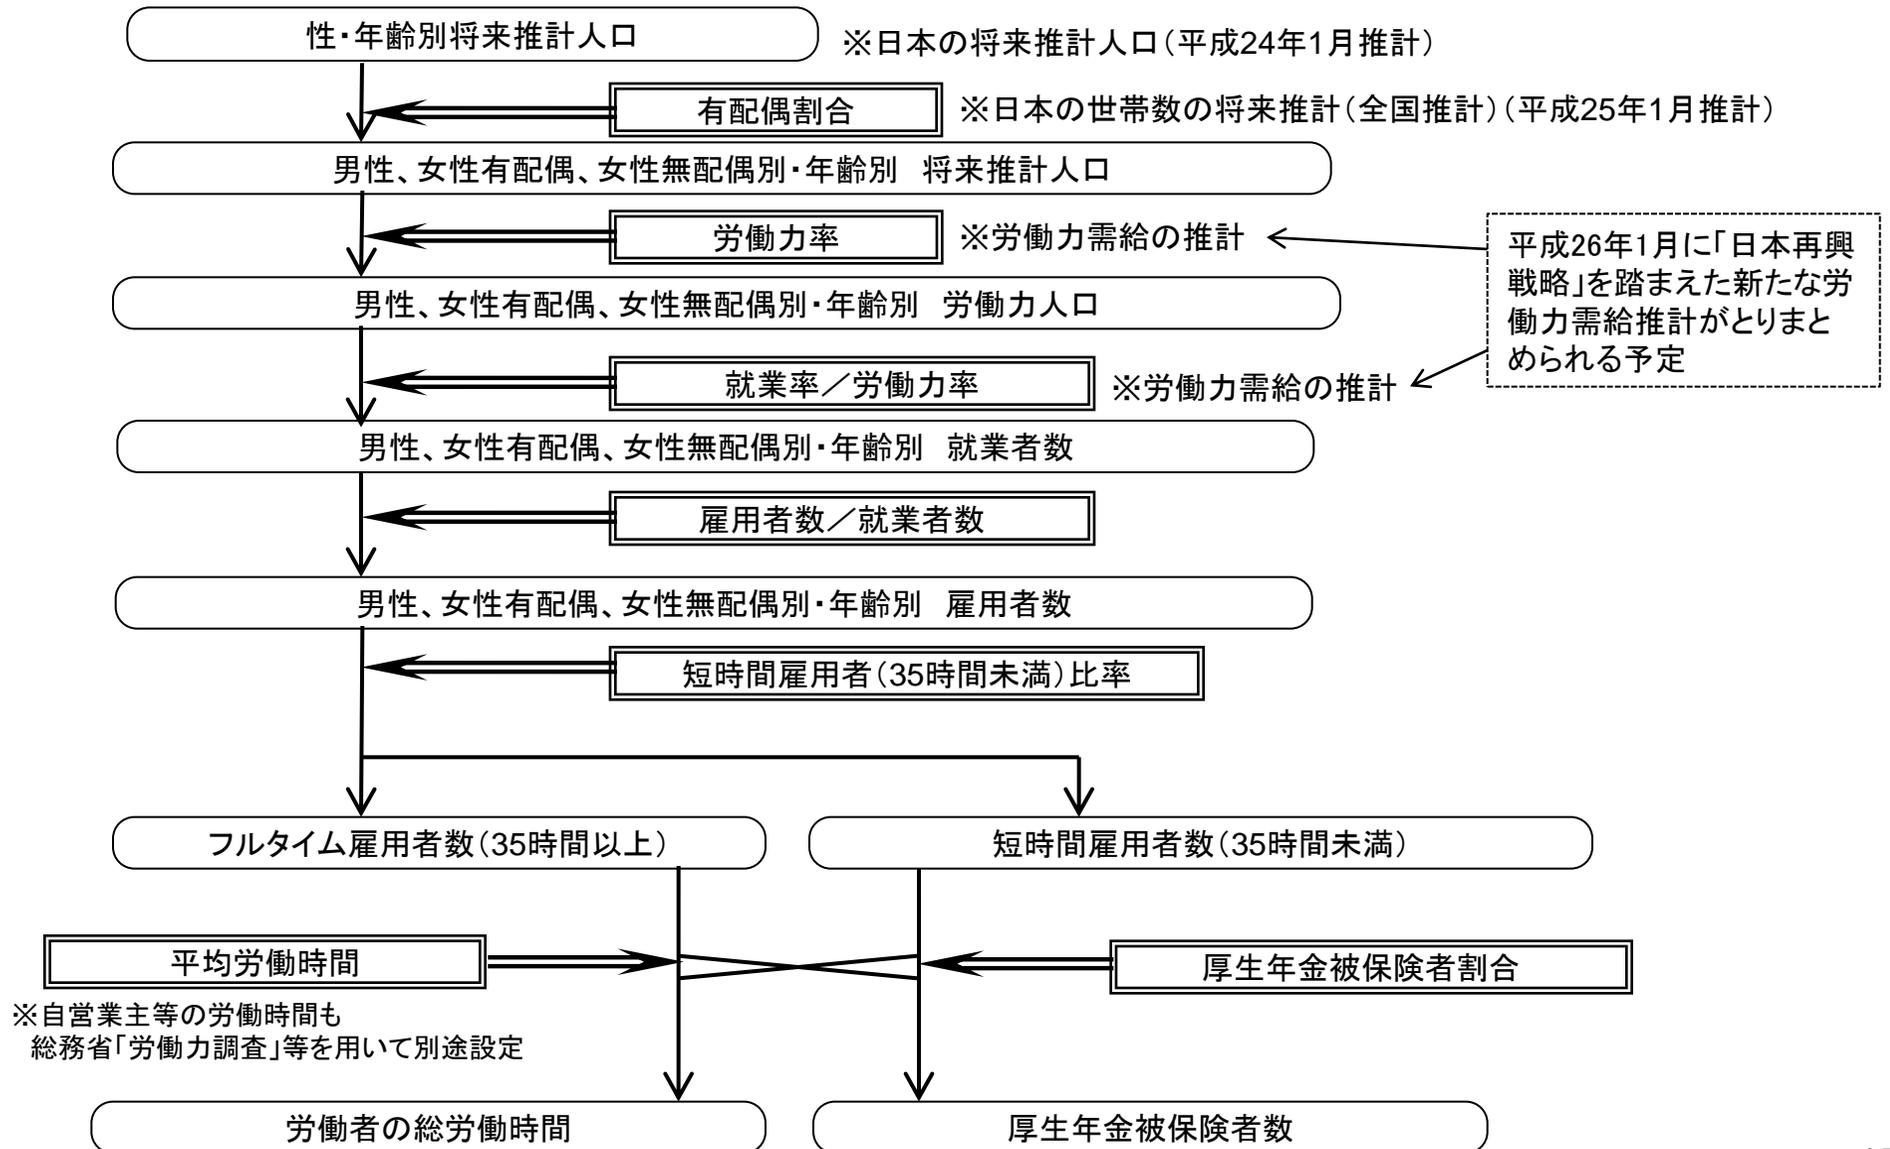 性・年齢別将来推計人口
※日本の将来推計人口（平成24年1月推計）
有配偶割合
※日本の世帯数の将来推計（全国推計）（平成25年1月推計）
男性、女性有配偶、女性無配偶別・年齢別　将来推計人口
労働力率
※労働力需給の推計
平成26年1月に「日本再興
戦略」を踏まえた新たな労
働力需給推計がとりまと
められる予定
男性、女性有配偶、女性無配偶別・年齢別　労働力人口
就業率／労働力率
※労働力需給の推計
男性、女性有配偶、女性無配偶別・年齢別　就業者数
雇用者数／就業者数
男性、女性有配偶、女性無配偶別・年齢別　雇用者数
短時間雇用者（35時間未満）比率
フルタイム雇用者数（35時間以上）
短時間雇用者数（35時間未満）
平均労働時間
厚生年金被保険者割合
※自営業主等の労働時間も
総務省「労働力調査」等を用いて別途設定
労働者の総労働時間
厚生年金被保険者数